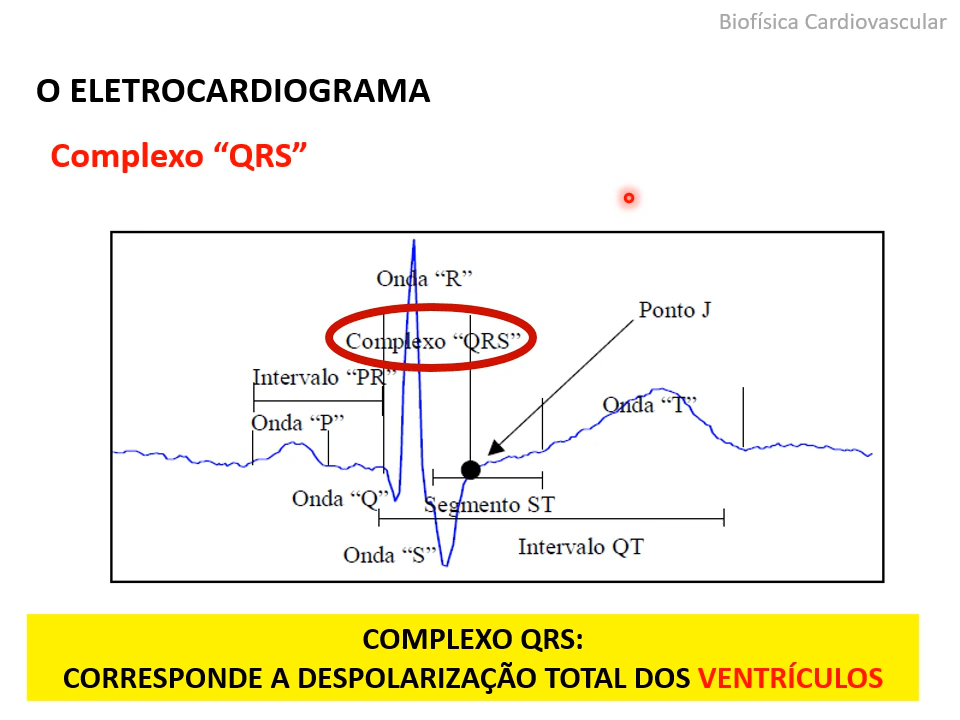 Biofísica Cardiovascular
O ELETROCARDIOGRAMA
Complexo “QRS”
Onda “R”
Ponto J
Complexo “QRS”
Intervalo “PR”
Onda “T”
Onda “P”
Onda “Q”
Segmento ST
Intervalo QT
Onda “S”
COMPLEXO QRS:
CORRESPONDE A DESPOLARIZAÇÃO TOTAL DOS VENTRÍCULOS